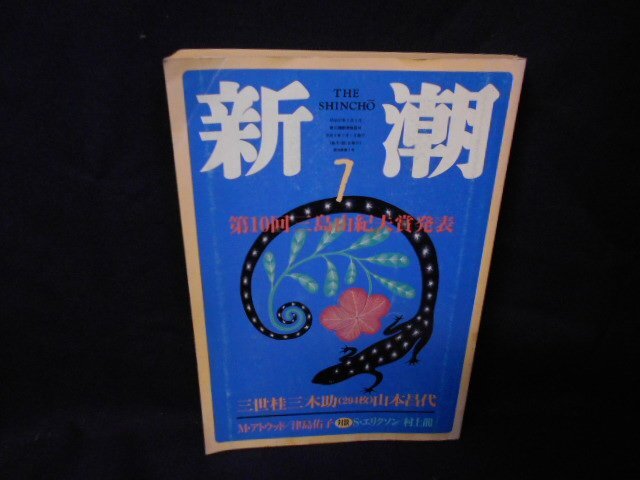 新潮
THE
SHINCHŌ
7
第10回三島由紀夫賞発表
三世桂三木助(294枚)山本昌代
M・アトウッド/津島佑子 対談 S・エリクソン/村上龍